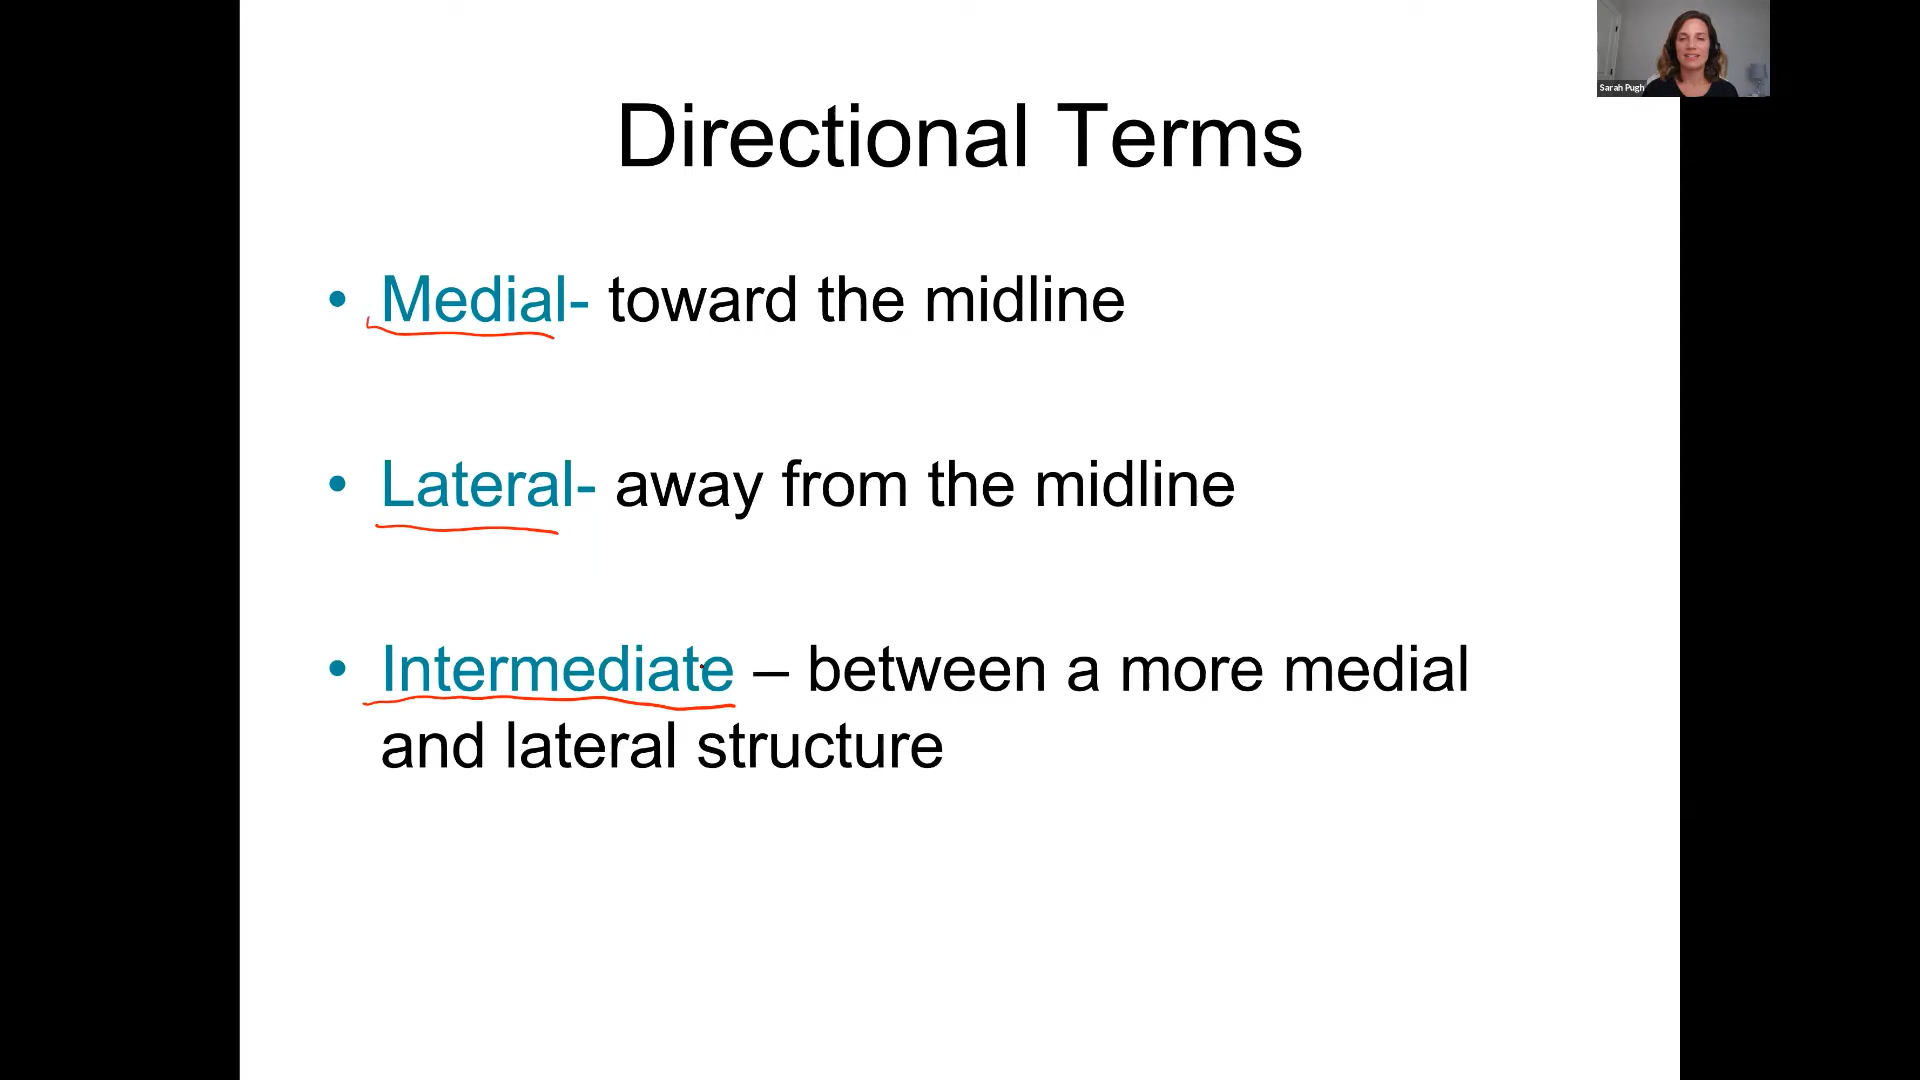 Sarah Pugh
Directional Terms
• Medial- toward the midline
• Lateral- away from the midline
• Intermediate – between a more medial
and lateral structure